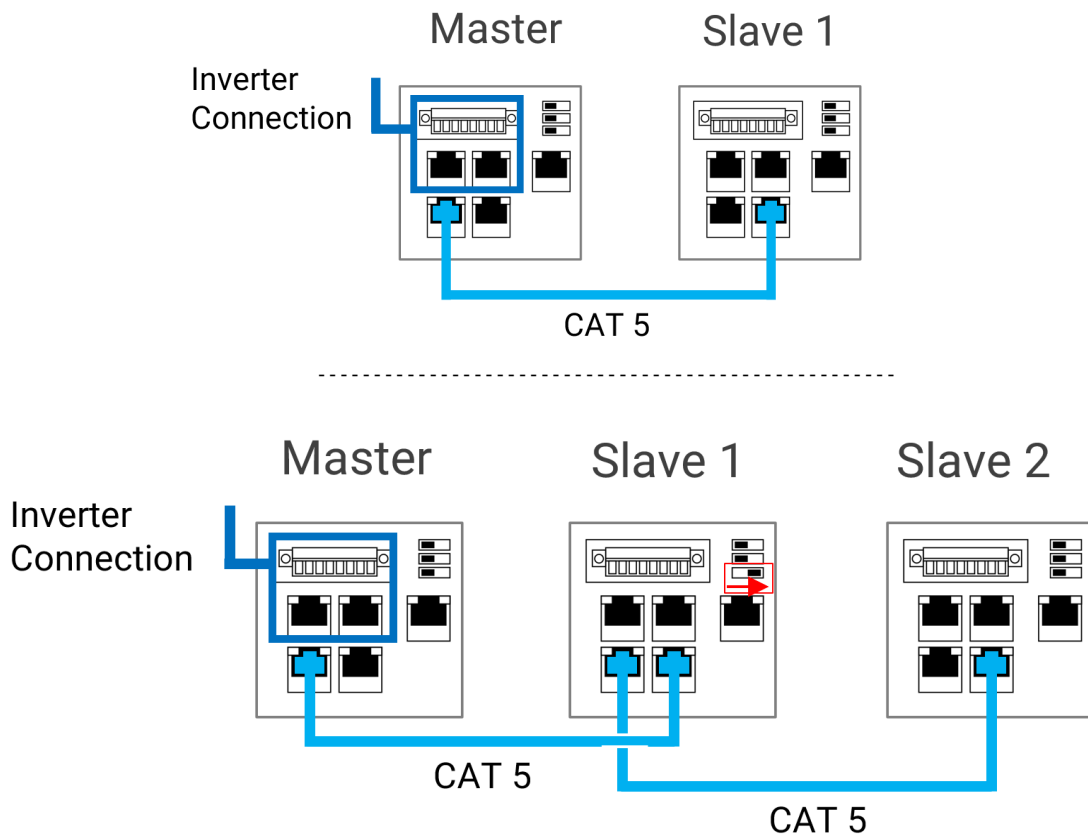 Master
Slave 1
Inverter
Connection
CAT 5
Master
Slave 1
Slave 2
Inverter
Connection
CAT 5
CAT 5